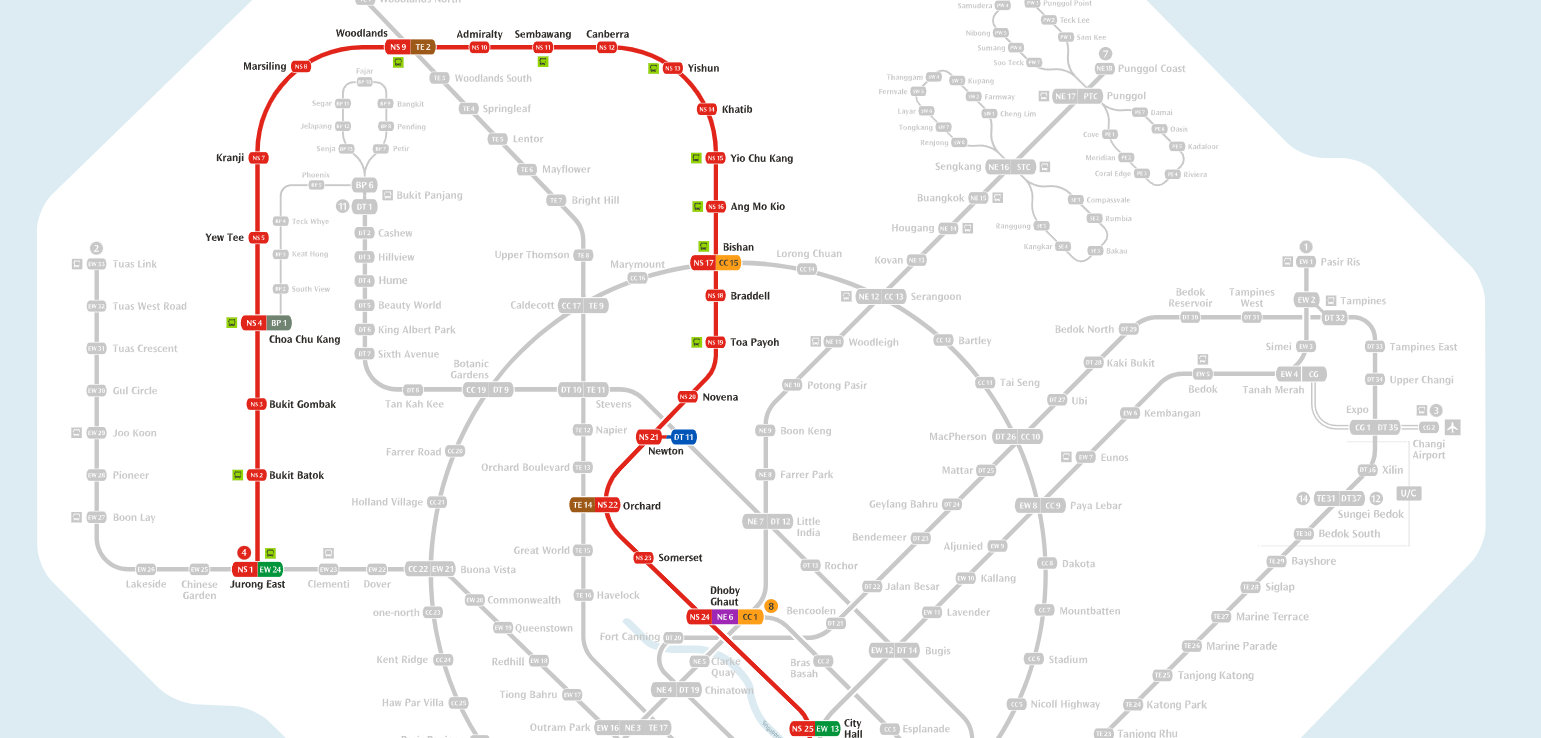 Woodlands North
Woodlands
NS 9 TE 2
Admiralty
NS 10
Sembawang
NS 11
Canberra
NS 12
Marsiling
NS 8
Yishun
NS 13
Khatib
NS 14
Kranji
NS 7
Yio Chu Kang
NS 15
Ang Mo Kio
NS 16
Yew Tee
NS 5
Bishan
NS 17 CC 15
Braddell
NS 18
Choa Chu Kang
NS 4 BP 1
Toa Payoh
NS 19
Bukit Gombak
NS 3
Novena
NS 20
NS 21 DT 11
Newton
Bukit Batok
NS 2
TE 14 NS 22
Orchard
4
NS 1 EW 24
Jurong East
NS 23
Somerset
Dhoby
Ghaut
NS 24 NE 6 CC 1
8
NS 25 EW 13
City
Hall
TE 3
Woodlands South
TE 4
Springleaf
TE 5
Lentor
TE 6
Mayflower
TE 7
Bright Hill
Upper Thomson
TE 8
Caldecott
CC 17 TE 9
Marymount
CC 16
Lorong Chuan
CC 14
Fajar
BP 10
Segar
BP 11
Bangkit
BP 9
Jelapang
BP 12
Pending
BP 8
Senja
BP 13
Petir
BP 7
Phoenix
BP 5
BP 6
Bukit Panjang
11
DT 1
Teck Whye
BP 4
Keat Hong
BP 3
South View
BP 2
DT 2
Cashew
DT 3
Hillview
DT 4
Hume
DT 5
Beauty World
DT 6
King Albert Park
DT 7
Sixth Avenue
DT 8
Tan Kah Kee
Botanic
Gardens
CC 19 DT 9
DT 10 TE 11
Stevens
TE 12
Napier
Orchard Boulevard
TE 13
Great World
TE 15
TE 16
Havelock
2
EW 33
Tuas Link
EW 32
Tuas West Road
EW 31
Tuas Crescent
EW 30
Gul Circle
EW 29
Joo Koon
EW 28
Pioneer
EW 27
Boon Lay
EW 26
Lakeside
EW 25
Chinese
Garden
EW 23
Clementi
EW 22
Dover
CC 22 EW 21
Buona Vista
Farrer Road
CC 20
Holland Village
CC 21
one-north
CC 23
Kent Ridge
CC 24
Haw Par Villa
CC 25
EW 20
Commonwealth
EW 19
Queenstown
Redhill
EW 18
Tiong Bahru
EW 17
Outram Park
EW 16 NE 3 TE 17
NE 4 DT 19
Chinatown
NE 5
Clarke
Quay
Fort Canning
DT 20
Bencoolen
DT 21
Bras
Basah
CC 2
CC 3
Esplanade
Samudera
PW 4
Punggol Point
PW 3
Teck Lee
PW 2
Sam Kee
PW 1
Nibong
PW 5
Sumang
PW 6
Soo Teck
PW 7
7
NE 18
Punggol Coast
NE 17 PTC
Punggol
Thanggam
SW 4
Kupang
SW 3
Fernvale
SW 5
Farmway
SW 2
Layar
SW 6
Cheng Lim
SW 1
Tongkang
SW 7
Renjong
SW 8
Damai
PE 7
Oasis
PE 6
Kadaloor
PE 5
Cove
PE 1
Meridian
PE 2
Coral Edge
PE 3
Riviera
PE 4
Sengkang
NE 16 STC
Compassvale
SE 1
Rumbia
SE 2
Bakau
SE 3
Kangkar
SE 4
Ranggung
SE 5
Buangkok
NE 15
Hougang
NE 14
Kovan
NE 13
NE 12 CC 13
Serangoon
NE 11
Woodleigh
NE 10
Potong Pasir
NE 9
Boon Keng
NE 8
Farrer Park
NE 7 DT 12
Little
India
DT 13
Rochor
CC 12
Bartley
CC 11
Tai Seng
MacPherson
DT 26 CC 10
Mattar
DT 25
Geylang Bahru
DT 24
Bendemeer
DT 23
DT 22
Jalan Besar
EW 8 CC 9
Paya Lebar
Aljunied
EW 9
EW 10
Kallang
EW 11
Lavender
EW 12 DT 14
Bugis
CC 8
Dakota
CC 7
Mountbatten
CC 6
Stadium
CC 5
Nicoll Highway
1
EW 1
Pasir Ris
EW 2
Tampines
DT 32
Tampines
West
DT 31
Bedok
Reservoir
DT 30
Bedok North
DT 29
DT 28
Kaki Bukit
DT 27
Ubi
Simei
EW 3
DT 33
Tampines East
DT 34
Upper Changi
EW 4 CG
Tanah Merah
EW 5
Bedok
EW 6
Kembangan
EW 7
Eunos
Expo
CG 1 DT 35
3
CG 2
Changi
Airport
DT 36
Xilin
14
TE31 DT37
12
U/C
Sungei Bedok
TE 30
Bedok South
TE 29
Bayshore
TE 28
Siglap
TE 27
Marine Terrace
TE 26
Marine Parade
TE 25
Tanjong Katong
TE 24
Katong Park
TE 23
Tanjong Rhu